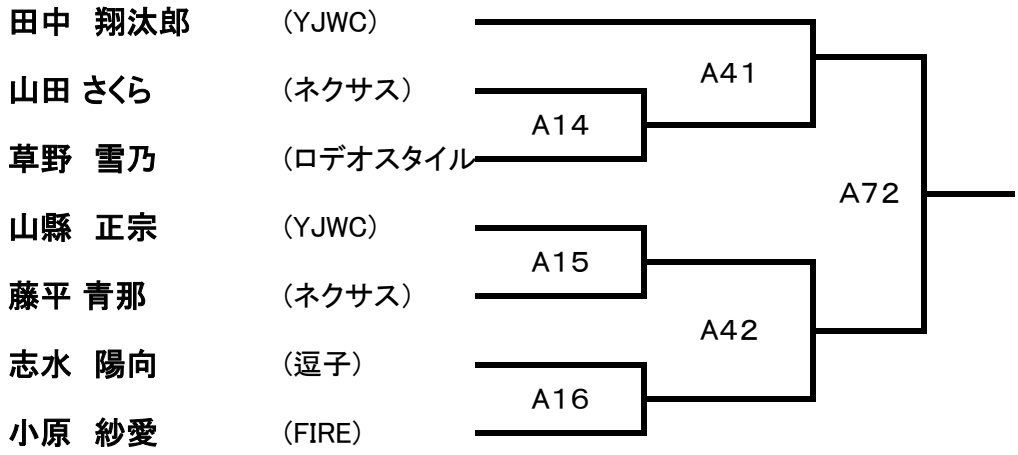 田中　翔汰郎 (YJWC)
A41
山田 さくら (ネクサス)
A14
草野　雪乃 (ロデオスタイル
A72
山縣　正宗 (YJWC)
A15
藤平 青那 (ネクサス)
A42
志水　陽向 (逗子)
A16
小原　紗愛 (FIRE)